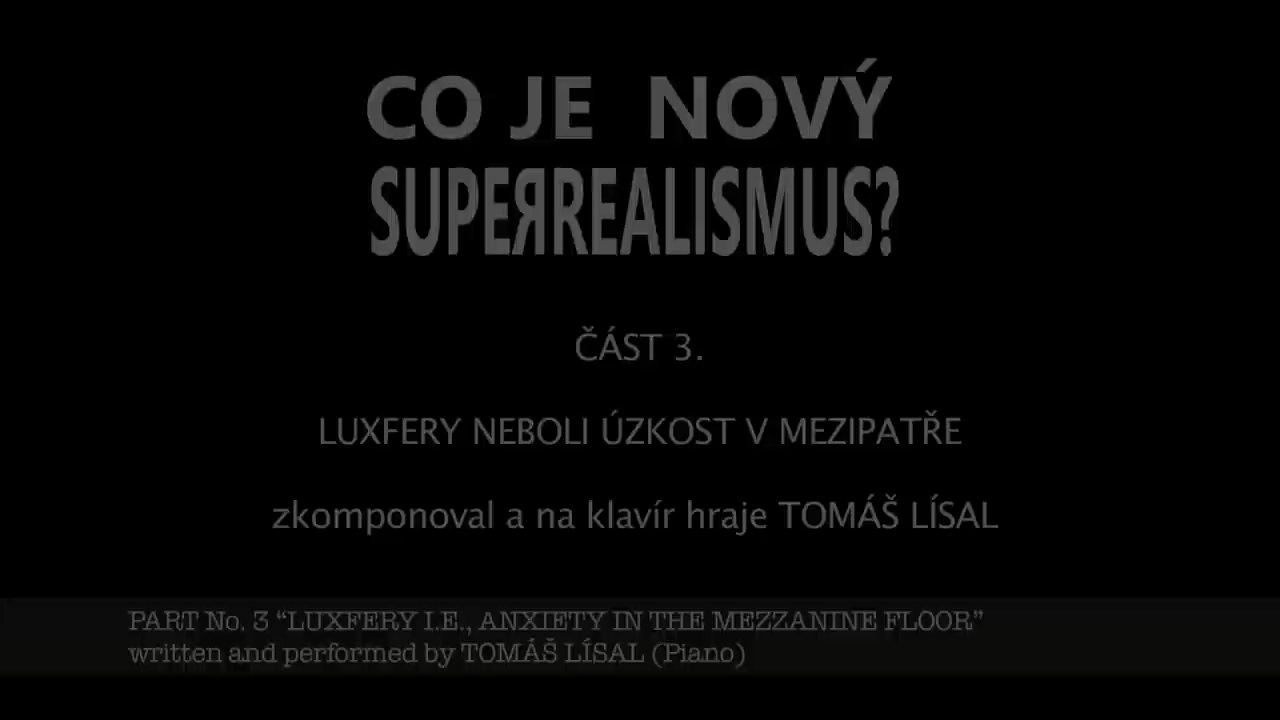 CO JE NOVÝ
SUPEЯREALISMUS?
ČÁST 3.
LUXFERY NEBOLI ÚZKOST V MEZIPATŘE
zkomponoval a na klavír hraje TOMÁŠ LÍSAL
PART No. 3 “LUXFERY I.E., ANXIETY IN THE MEZZANINE FLOOR”
written and performed by TOMÁŠ LÍSAL (Piano)